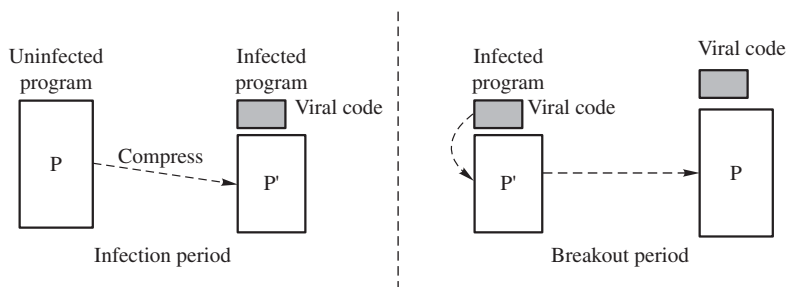 Uninfected
program
P
Compress
Infected
program
Viral code
P'
Infection period
Infected
program
Viral code
P'
Viral code
P
Breakout period